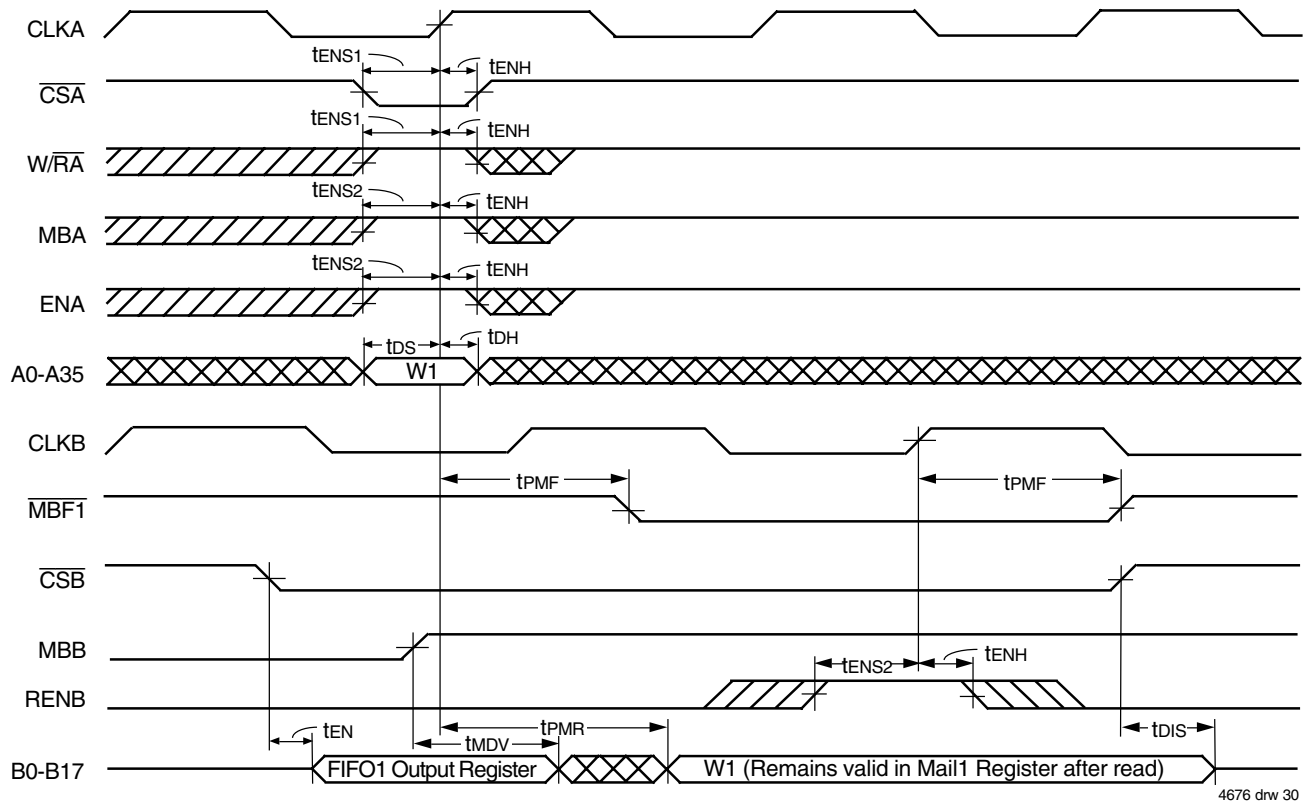 CLKA
tENS1
tENH
CSA
tENS1
tENH
W/RA
tENS2
tENH
MBA
tENS2
tENH
ENA
tDS
tDH
A0-A35
W1
CLKB
tPMF
tPMF
MBF1
CSB
MBB
tENS2
tENH
RENB
tEN
tMDV
tPMR
tDIS
B0-B17
FIFO1 Output Register
W1 (Remains valid in Mail1 Register after read)
4676 drw 30